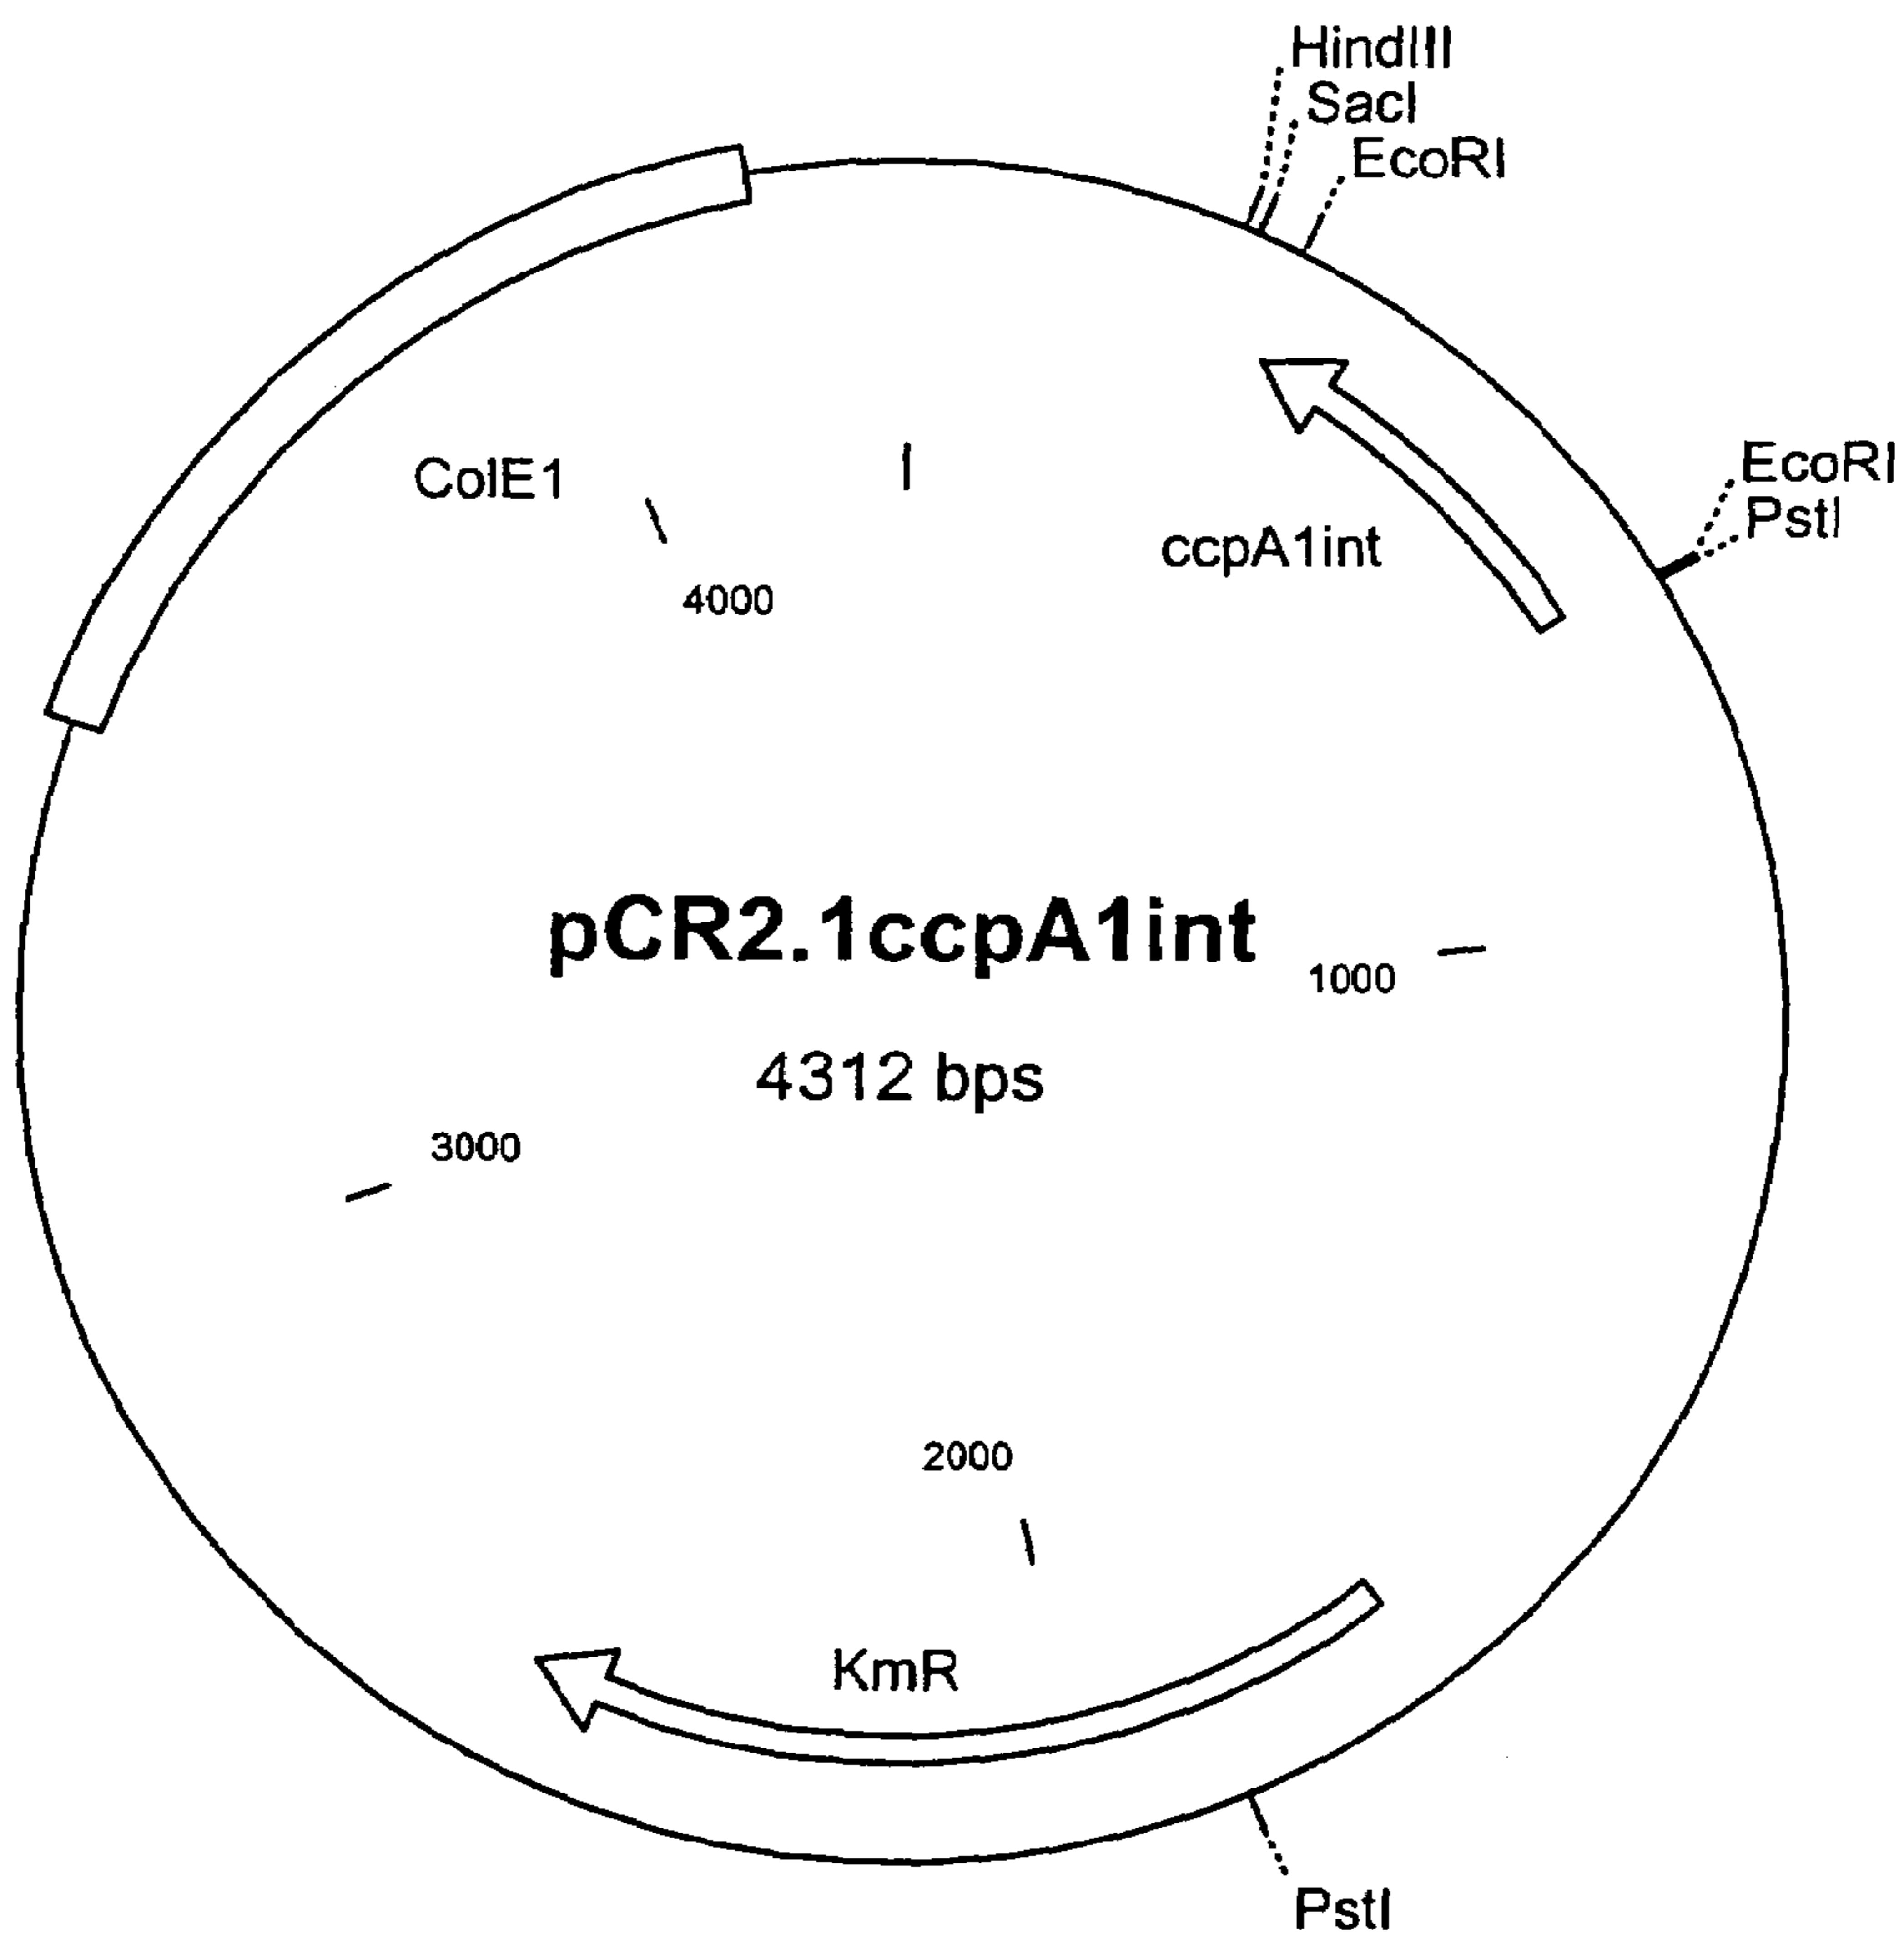 HindIII
SacI
EcoRI
EcoRI
PstI
ColE1
ccpA1int
4000
pCR2.1ccpA1int
1000
4312 bps
3000
2000
KmR
PstI